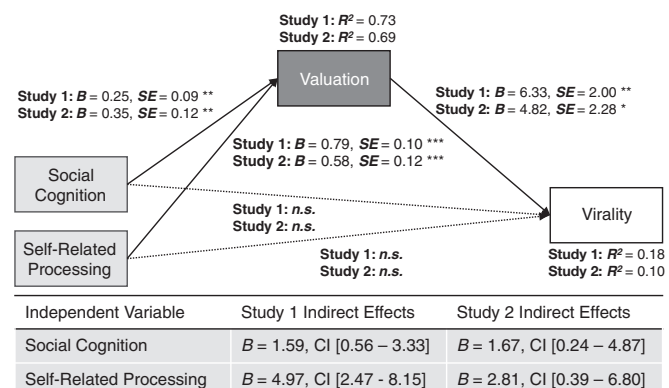 Study 1: R² = 0.73
Study 2: R² = 0.69
Valuation
Study 1: B = 0.25, SE = 0.09 **
Study 2: B = 0.35, SE = 0.12 **
Study 1: B = 6.33, SE = 2.00 **
Study 2: B = 4.82, SE = 2.28 *
Study 1: B = 0.79, SE = 0.10 ***
Study 2: B = 0.58, SE = 0.12 ***
Social
Cognition
Study 1: n.s.
Study 2: n.s.
Virality
Self-Related
Processing
Study 1: n.s.
Study 2: n.s.
Study 1: R² = 0.18
Study 2: R² = 0.10
Independent Variable Study 1 Indirect Effects Study 2 Indirect Effects
Social Cognition B = 1.59, CI [0.56 – 3.33] B = 1.67, CI [0.24 – 4.87]
Self-Related Processing B = 4.97, CI [2.47 - 8.15] B = 2.81, CI [0.39 – 6.80]